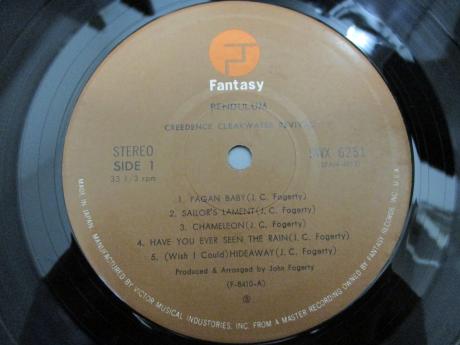 Fantasy
PENDULUM
CREEDENCE CLEARWATER REVIVAL
STEREO
SIDE 1
33 1/3 rpm
6251
1. PAGAN BABY(J. C. Fogerty)
2. SAILOR'S LAMENT(J. C. Fogerty)
3. CHAMELEON(J. C. Fogerty)
4. HAVE YOU EVER SEEN THE RAIN(J. C. Fogerty)
5. (Wish I Could)HIDEAWAY(J. C. Fogerty)
Produced & Arranged by John Fogerty
(F-8410-A)
MADE IN JAPAN, MANUFACTURED BY VICTOR MUSICAL INDUSTORIES, INC. FROM A MASTER RECORDING OWNED BY FANTASY RECORDS INC. U.S.A.